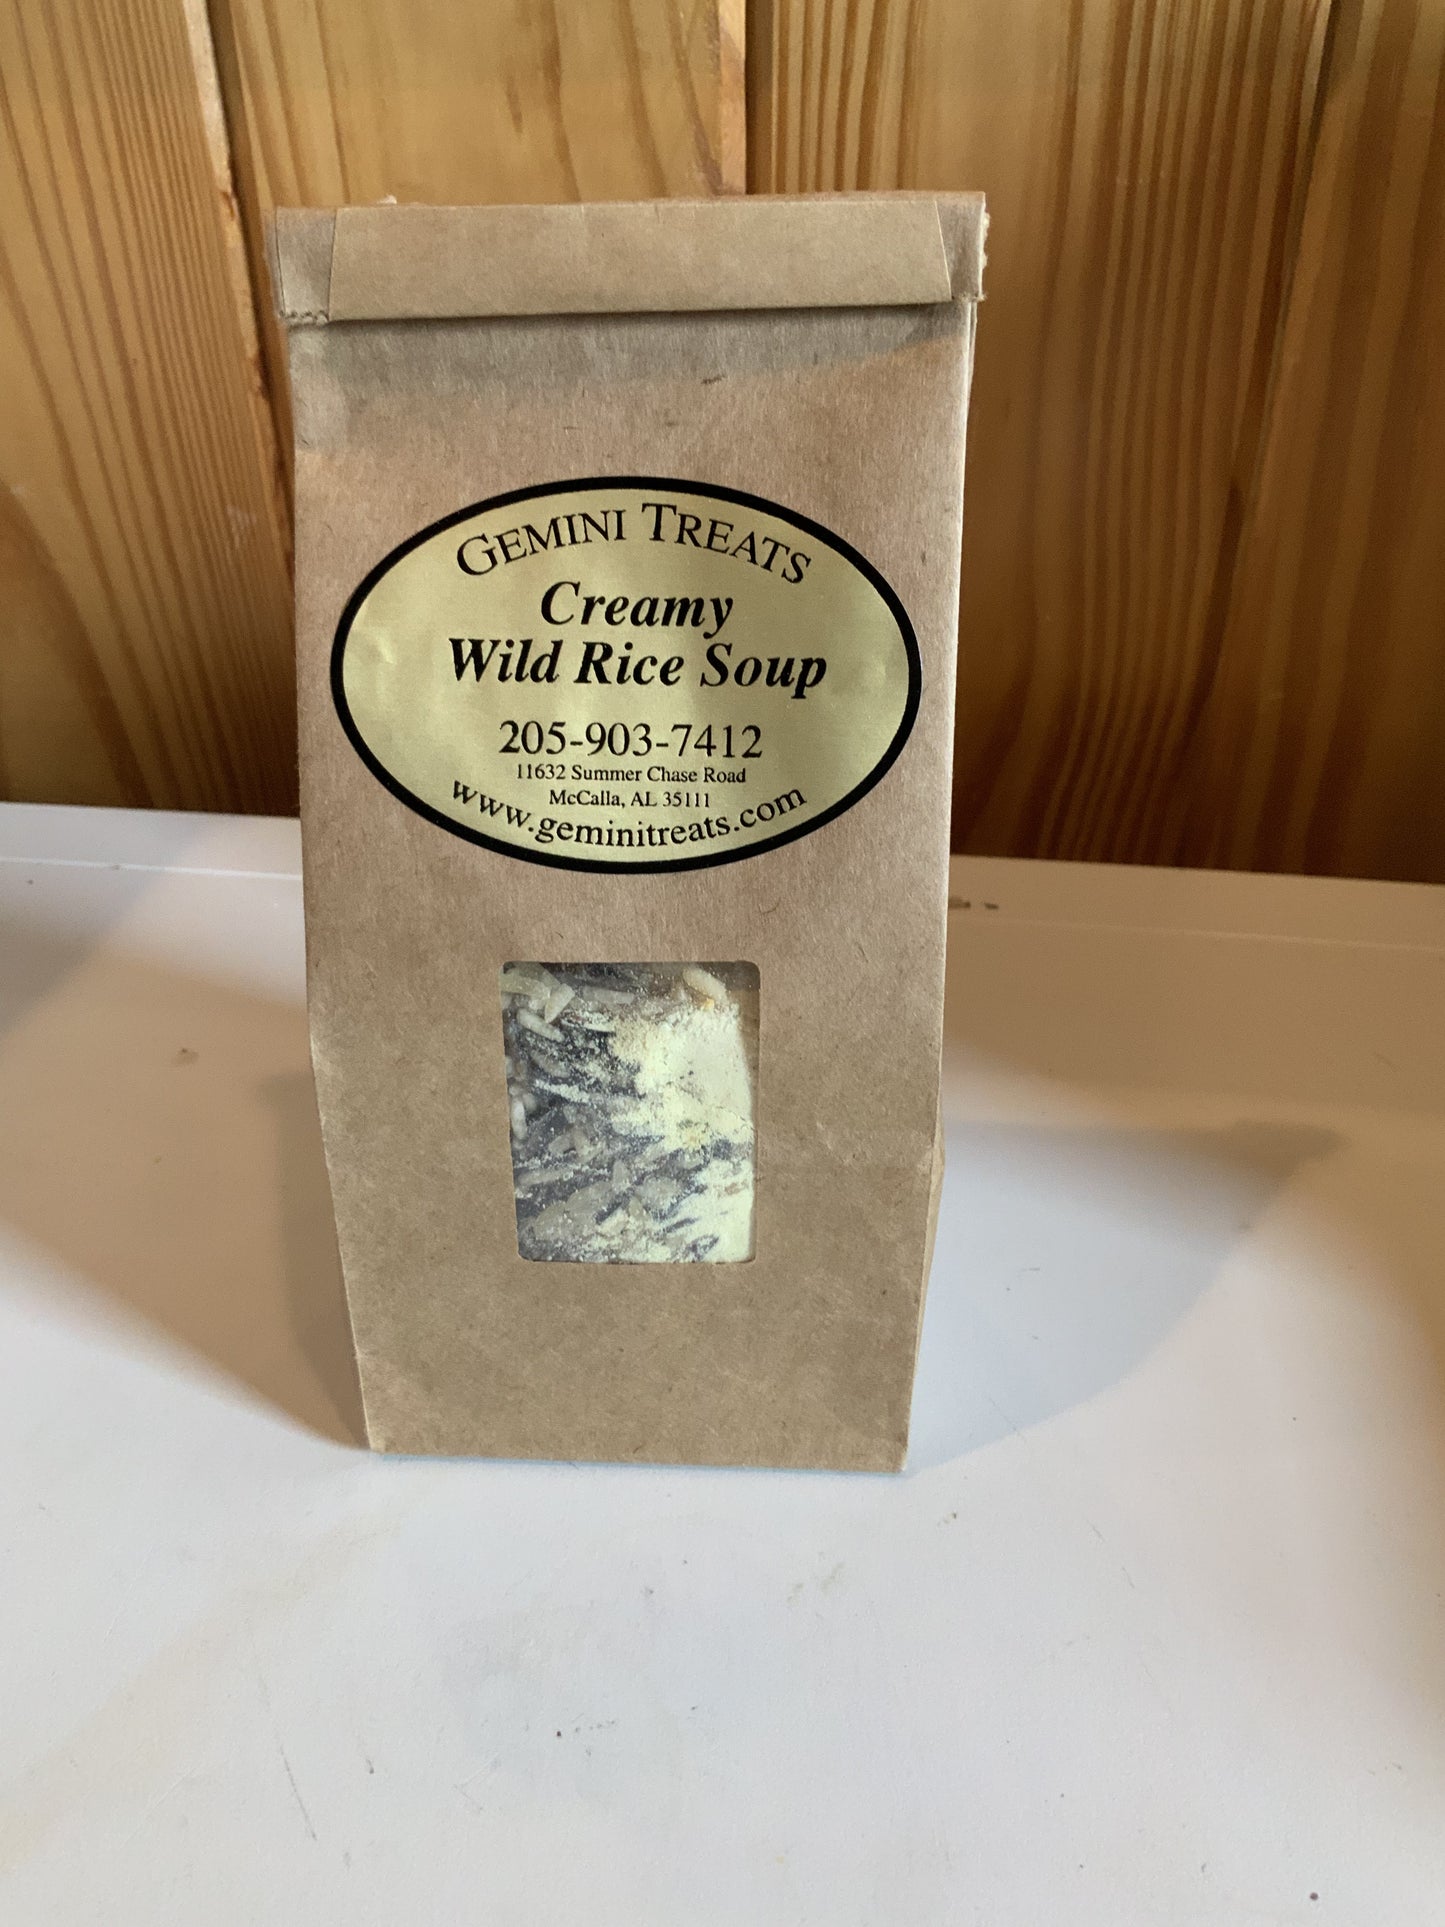 GEMINI TREATS
Creamy
Wild Rice Soup
205-903-7412
11632 Summer Chase Road
McCalla, AL 35111
www.geminitreats.com